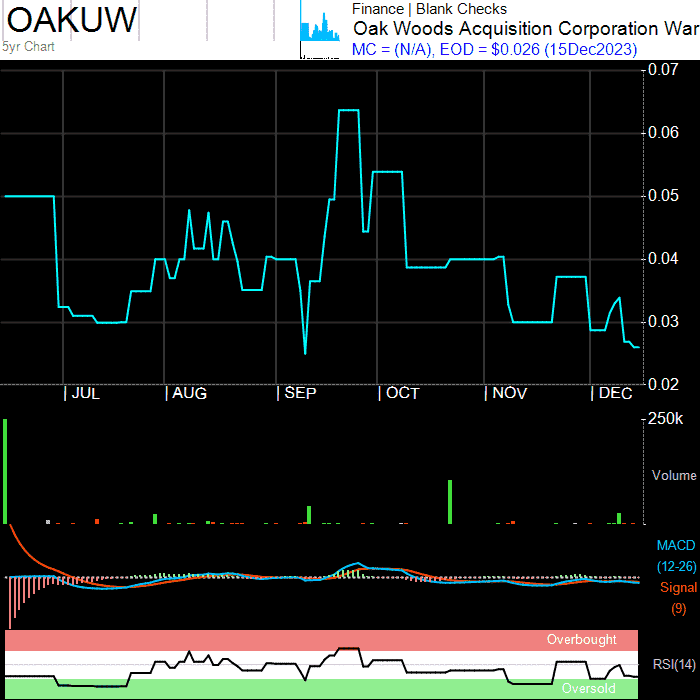 OAKUW
5yr Chart
Finance | Blank Checks
Oak Woods Acquisition Corporation War
MC = (N/A), EOD = $0.026 (15Dec2023)
0.07
0.06
0.05
0.04
0.03
0.02
| JUL | AUG | SEP | OCT | NOV | DEC
250k
Volume
MACD
(12-26)
Signal
(9)
Overbought
RSI(14)
Oversold